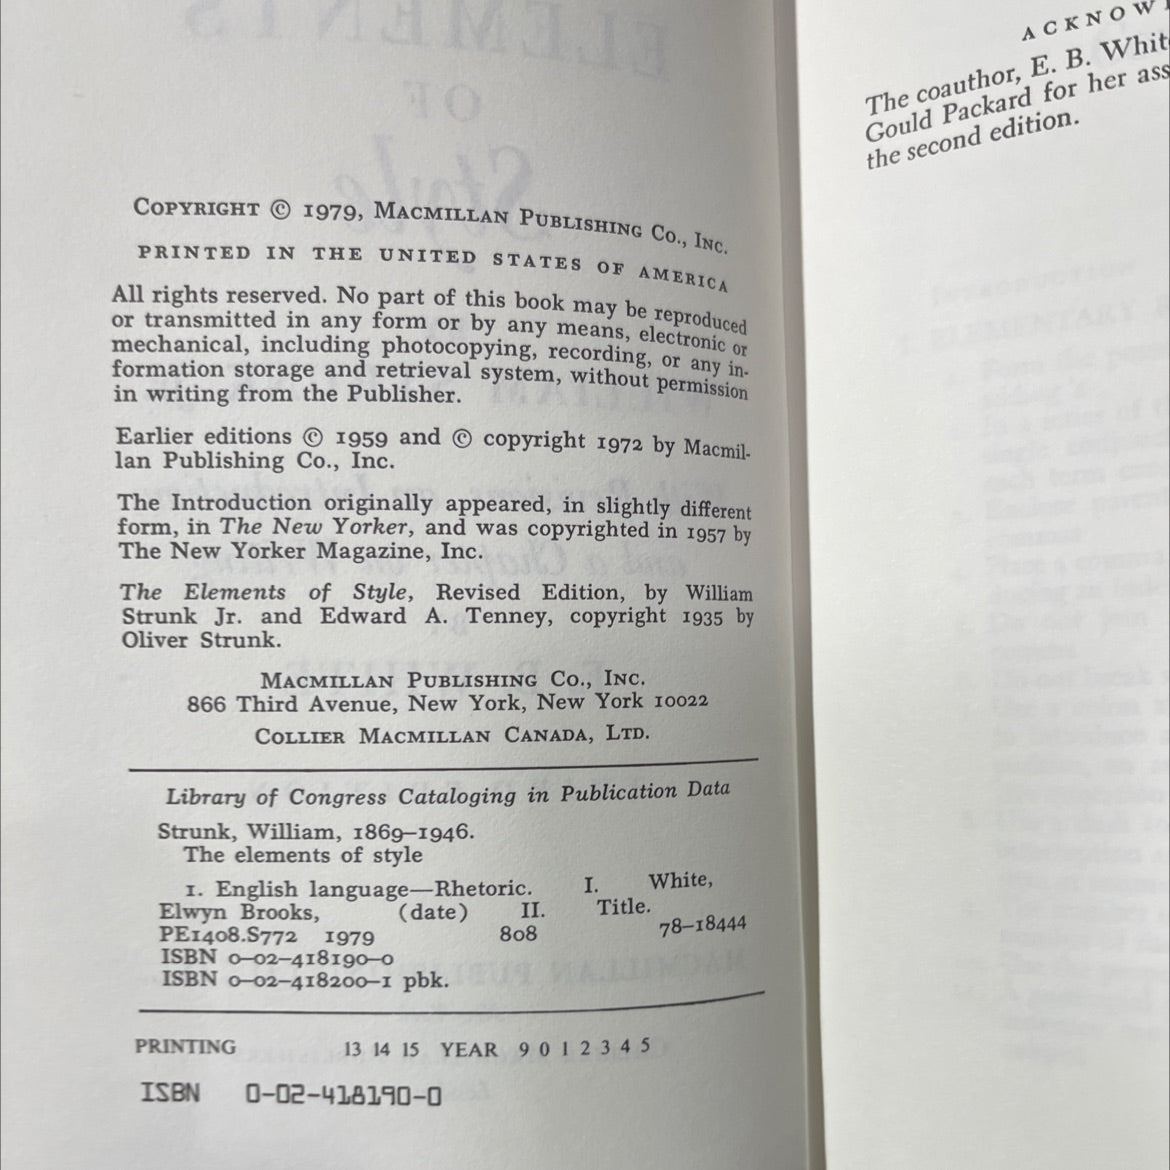 COPYRIGHT © 1979, MACMILLAN PUBLISHING CO., INC.
PRINTED IN THE UNITED STATES OF AMERICA
All rights reserved. No part of this book may be reproduced
or transmitted in any form or by any means, electronic or
mechanical, including photocopying, recording, or any in-
formation storage and retrieval system, without permission
in writing from the Publisher.
Earlier editions © 1959 and © copyright 1972 by Macmil-
lan Publishing Co., Inc.
The Introduction originally appeared, in slightly different
form, in The New Yorker, and was copyrighted in 1957 by
The New Yorker Magazine, Inc.
The Elements of Style, Revised Edition, by William
Strunk Jr. and Edward A. Tenney, copyright 1935 by
Oliver Strunk.
MACMILLAN PUBLISHING CO., INC.
866 Third Avenue, New York, New York 10022
COLLIER MACMILLAN CANADA, LTD.
Library of Congress Cataloging in Publication Data
Strunk, William, 1869–1946.
The elements of style
1. English language—Rhetoric. I. White,
Elwyn Brooks, (date) II. Title.
PE1408.S772 1979 808 78–18444
ISBN 0–02–418190–0
ISBN 0–02–418200–1 pbk.
PRINTING 13 14 15 YEAR 9 0 1 2 3 4 5
ISBN 0-02-418190-0
The coauthor, E. B.
Gould Packard for her
the second edition.